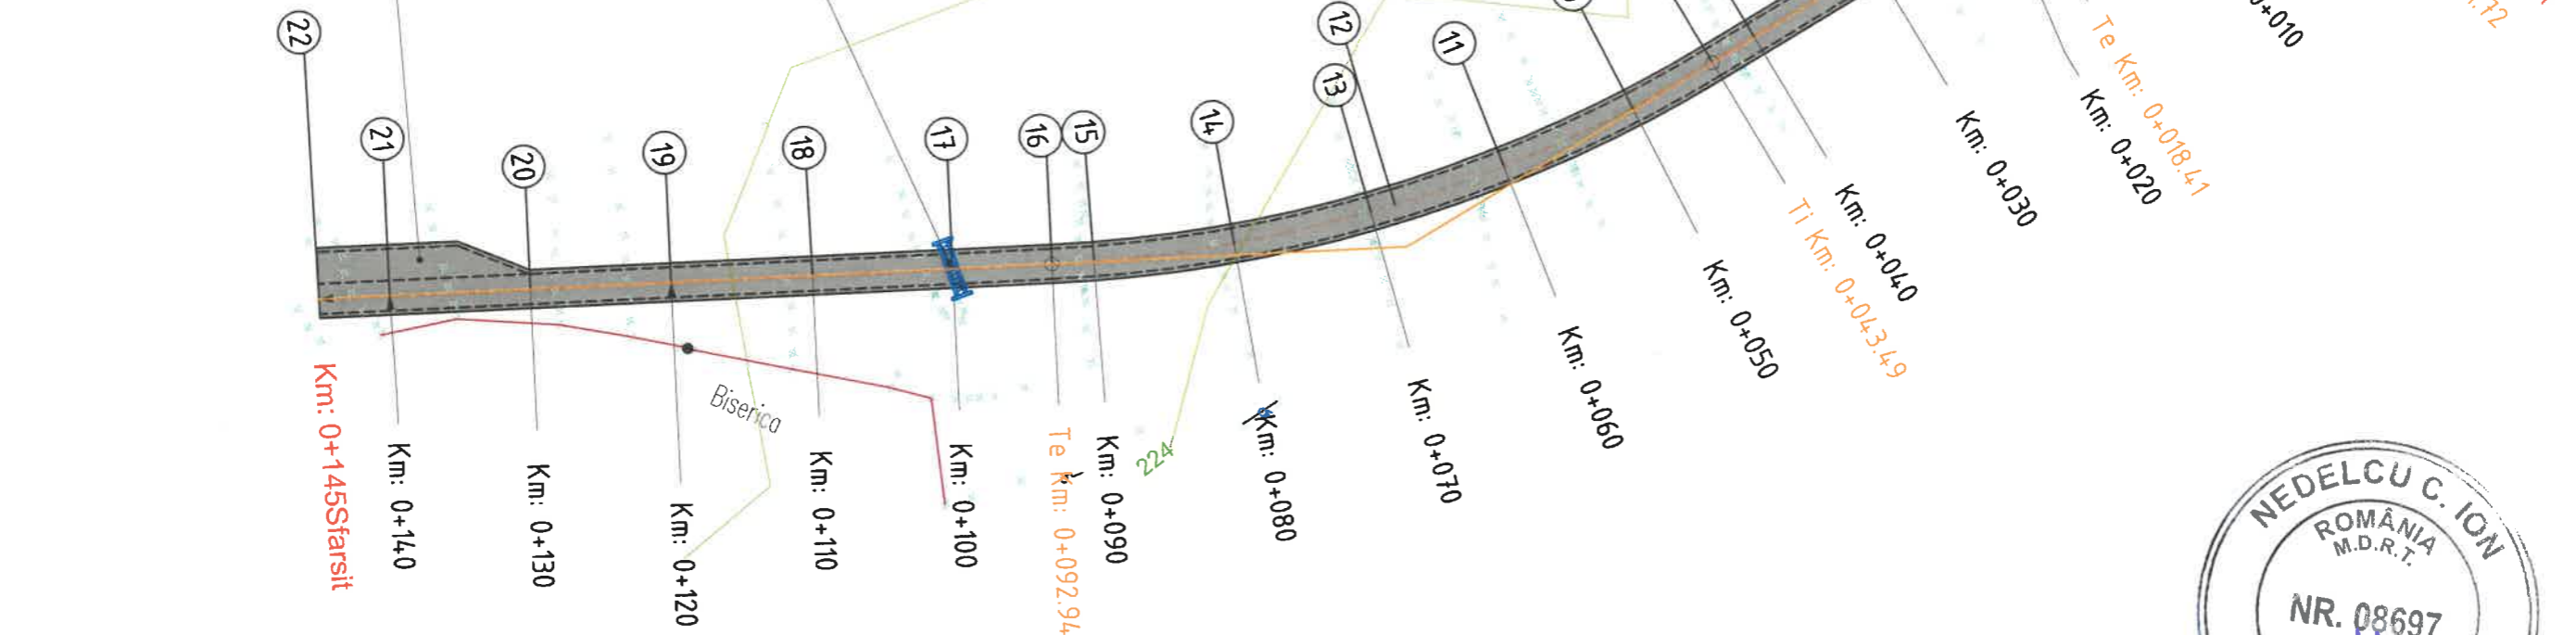 22
21
20
19
18
17
16
15
14
13
12
11
Km: 0+145Sfarsit
Km: 0+140
Km: 0+130
Km: 0+120
Km: 0+110
Km: 0+100
Te Km: 0+092.94
Km: 0+090
Km: 0+080
Km: 0+070
Km: 0+060
Km: 0+050
Ti Km: 0+043.49
Km: 0+040
Km: 0+030
Km: 0+020
Te Km: 0+018.41
0+010
.72
Biserica
224
NEDELCU C. ION
ROMÂNIA
M.D.R.T.
NR. 08697